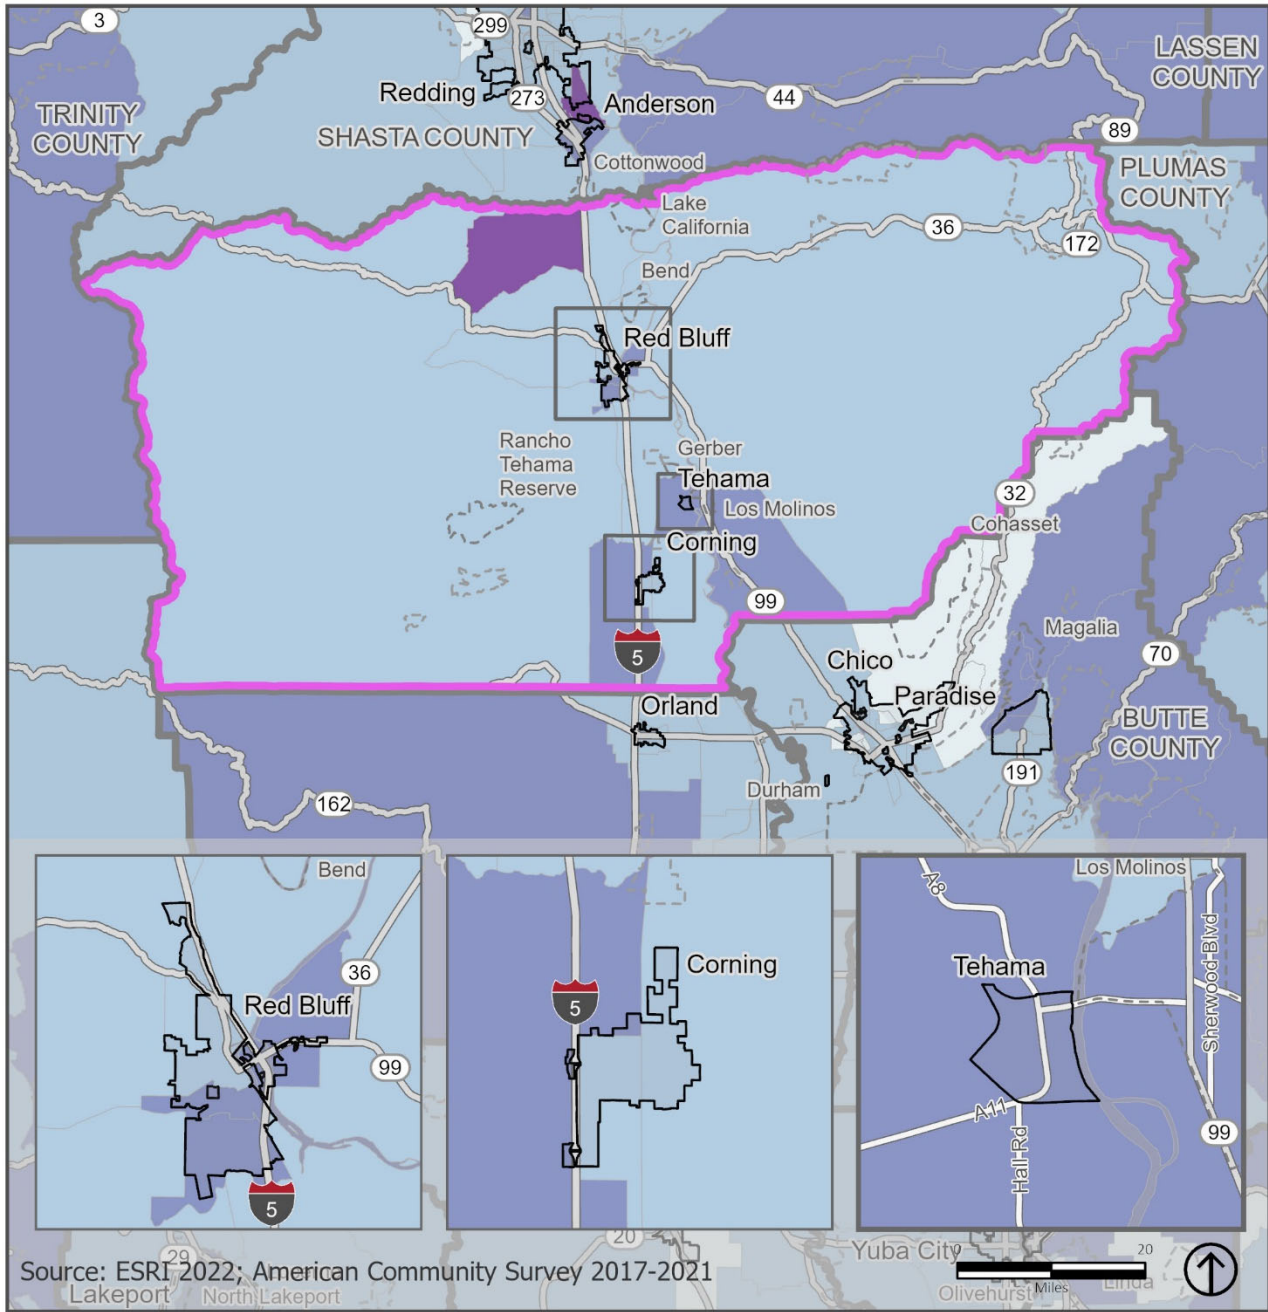 3
299
LASSEN
COUNTY
Redding
273
Anderson
44
TRINITY
COUNTY
SHASTA COUNTY
89
Cottonwood
PLUMAS
COUNTY
Lake
California
36
172
Bend
Red Bluff
Rancho
Tehama
Reserve
Gerber
Tehama
Los Molinos
32
Cohasset
Corning
99
5
Magalia
70
Chico
Orland
Paradise
BUTTE
COUNTY
191
Durham
162
Bend
36
Red Bluff
99
5
Corning
5
A8
Los Molinos
Tehama
Sherwood Blvd
A11
Hall Rd
99
20
29
Yuba City
0 20
Miles
Source: ESRI 2022; American Community Survey 2017-2021
Lakeport
North Lakeport
Olivehurst
Linda